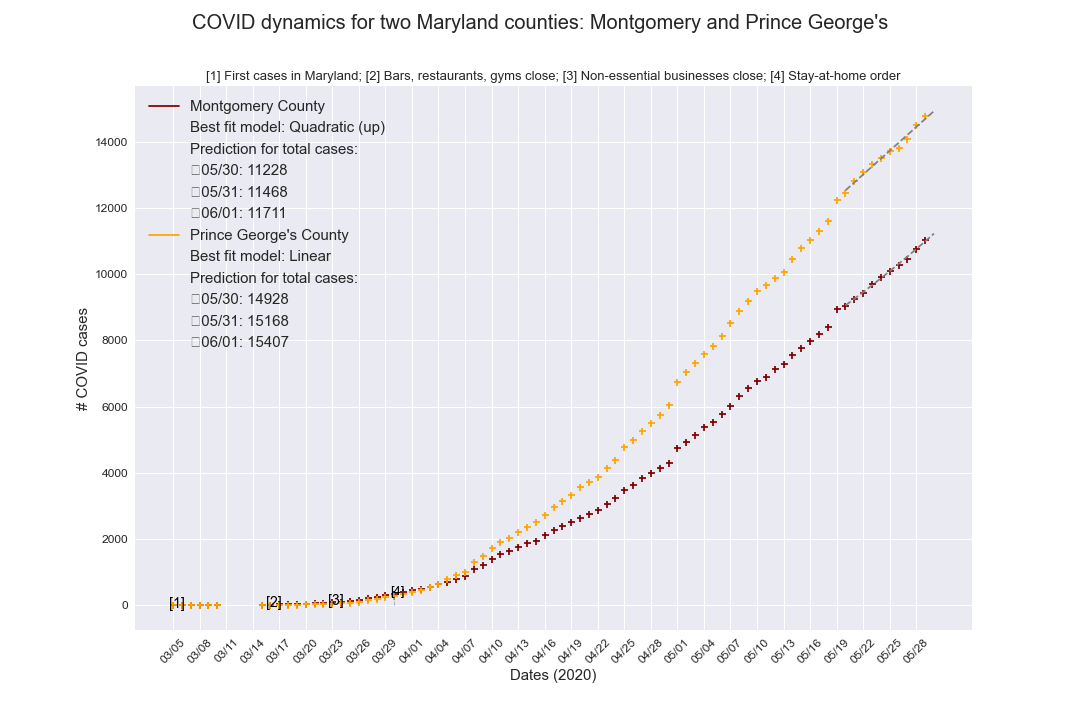 COVID dynamics for two Maryland counties: Montgomery and Prince George's
[1] First cases in Maryland; [2] Bars, restaurants, gyms close; [3] Non-essential businesses close; [4] Stay-at-home order
Montgomery County
Best fit model: Quadratic (up)
Prediction for total cases:
05/30: 11228
05/31: 11468
06/01: 11711
Prince George's County
Best fit model: Linear
Prediction for total cases:
05/30: 14928
05/31: 15168
06/01: 15407
# COVID cases
14000
12000
10000
8000
6000
4000
2000
0
[1]
[2]
[3]
[4]
03/05 03/08 03/11 03/14 03/17 03/20 03/23 03/26 03/29 04/01 04/04 04/07 04/10 04/13 04/16 04/19 04/22 04/25 04/28 05/01 05/04 05/07 05/10 05/13 05/16 05/19 05/22 05/25 05/28
Dates (2020)